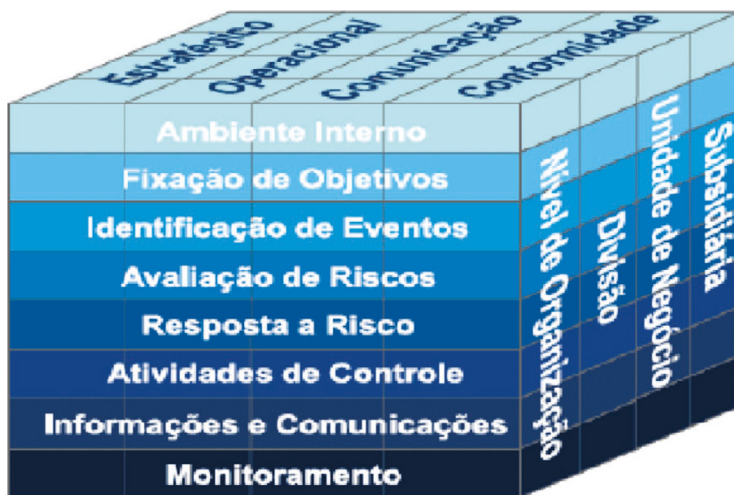 Estratégico
Operacional
Comunicação
Conformidade
Ambiente Interno
Fixação de Objetivos
Identificação de Eventos
Avaliação de Riscos
Resposta a Risco
Atividades de Controle
Informações e Comunicações
Monitoramento
Nível de Organização
Divisão
Unidade de Negócio
Subsidiária